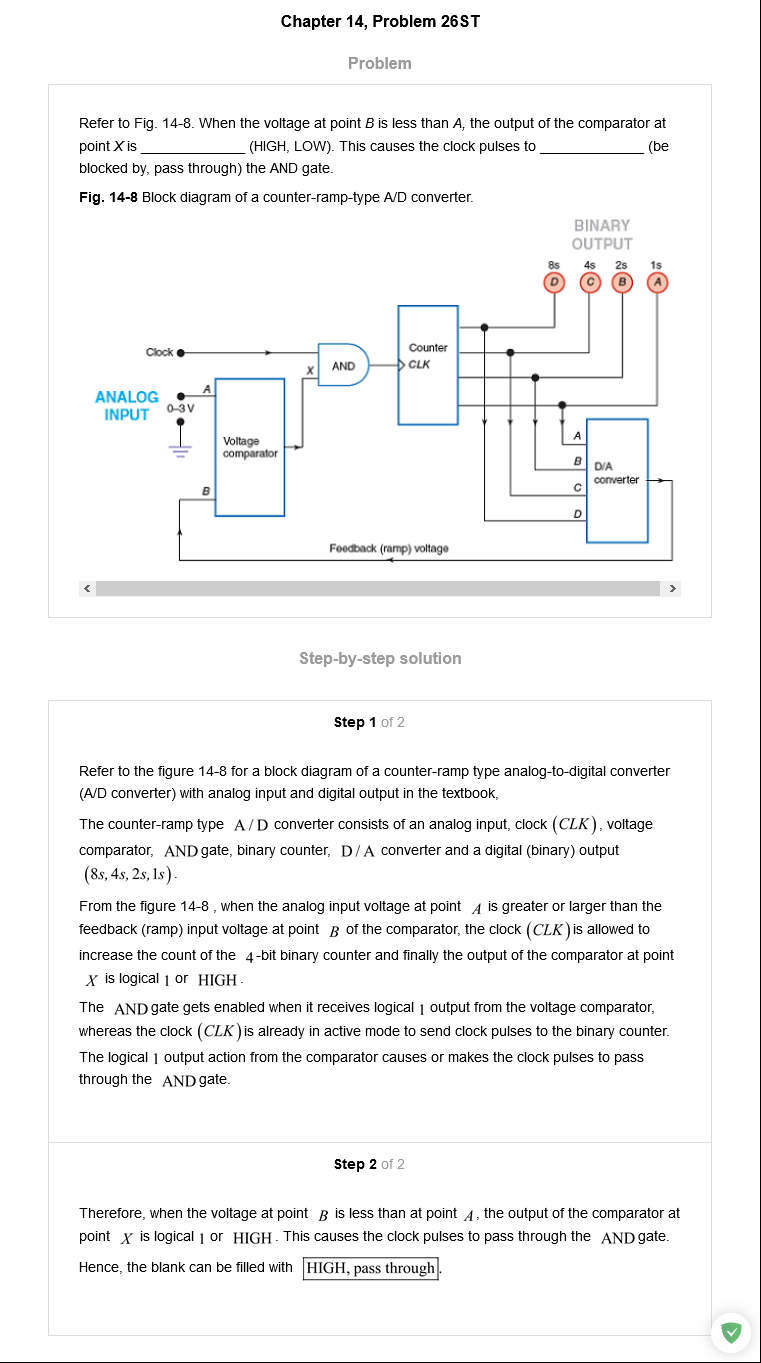 Chapter 14, Problem 26ST
Problem
Refer to Fig. 14-8. When the voltage at point B is less than A, the output of the comparator at
point X is ______________ (HIGH, LOW). This causes the clock pulses to ______________ (be
blocked by, pass through) the AND gate.
Fig. 14-8 Block diagram of a counter-ramp-type A/D converter.
BINARY
OUTPUT
8s 4s 2s 1s
D C B A
Clock
Counter
CLK
X
AND
ANALOG
INPUT
0–3 V
A
Voltage
comparator
B
A
B
C
D
D/A
converter
Feedback (ramp) voltage
Step-by-step solution
Step 1 of 2
Refer to the figure 14-8 for a block diagram of a counter-ramp type analog-to-digital converter
(A/D converter) with analog input and digital output in the textbook,
The counter-ramp type A/D converter consists of an analog input, clock (CLK), voltage
comparator, AND gate, binary counter, D/A converter and a digital (binary) output
(8s, 4s, 2s, 1s).
From the figure 14-8 , when the analog input voltage at point A is greater or larger than the
feedback (ramp) input voltage at point B of the comparator, the clock (CLK) is allowed to
increase the count of the 4-bit binary counter and finally the output of the comparator at point
X is logical 1 or HIGH.
The AND gate gets enabled when it receives logical 1 output from the voltage comparator,
whereas the clock (CLK) is already in active mode to send clock pulses to the binary counter.
The logical 1 output action from the comparator causes or makes the clock pulses to pass
through the AND gate.
Step 2 of 2
Therefore, when the voltage at point B is less than at point A, the output of the comparator at
point X is logical 1 or HIGH. This causes the clock pulses to pass through the AND gate.
Hence, the blank can be filled with HIGH, pass through.